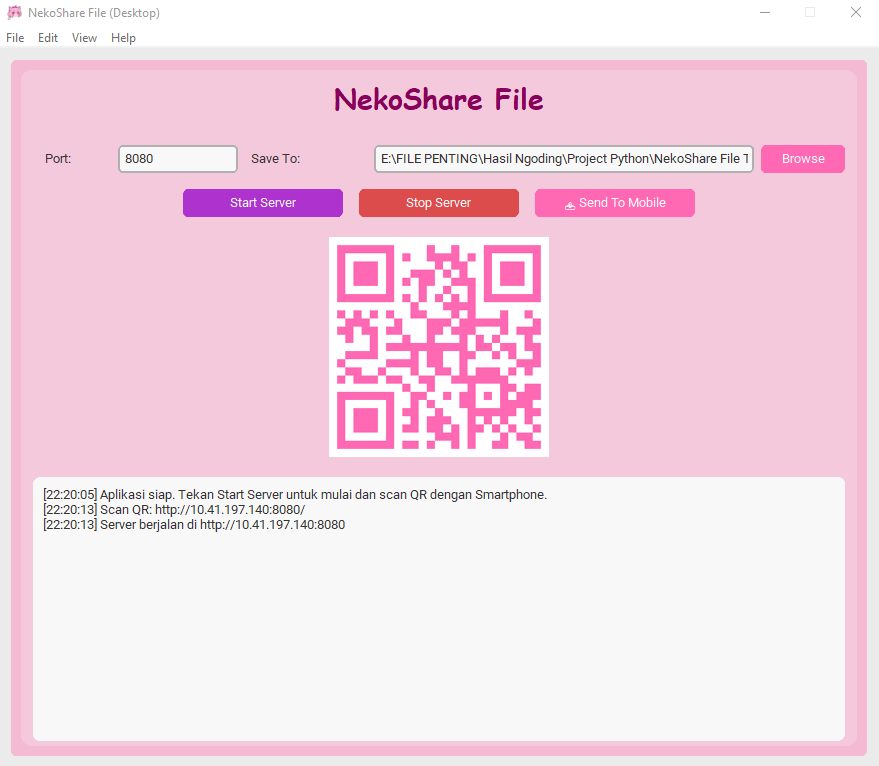 NekoShare File (Desktop)
File Edit View Help
NekoShare File
Port: 8080 Save To: E:\FILE PENTING\Hasil Ngoding\Project Python\NekoShare File T Browse
Start Server Stop Server Send To Mobile
[22:20:05] Aplikasi siap. Tekan Start Server untuk mulai dan scan QR dengan Smartphone.
[22:20:13] Scan QR: http://10.41.197.140:8080/
[22:20:13] Server berjalan di http://10.41.197.140:8080